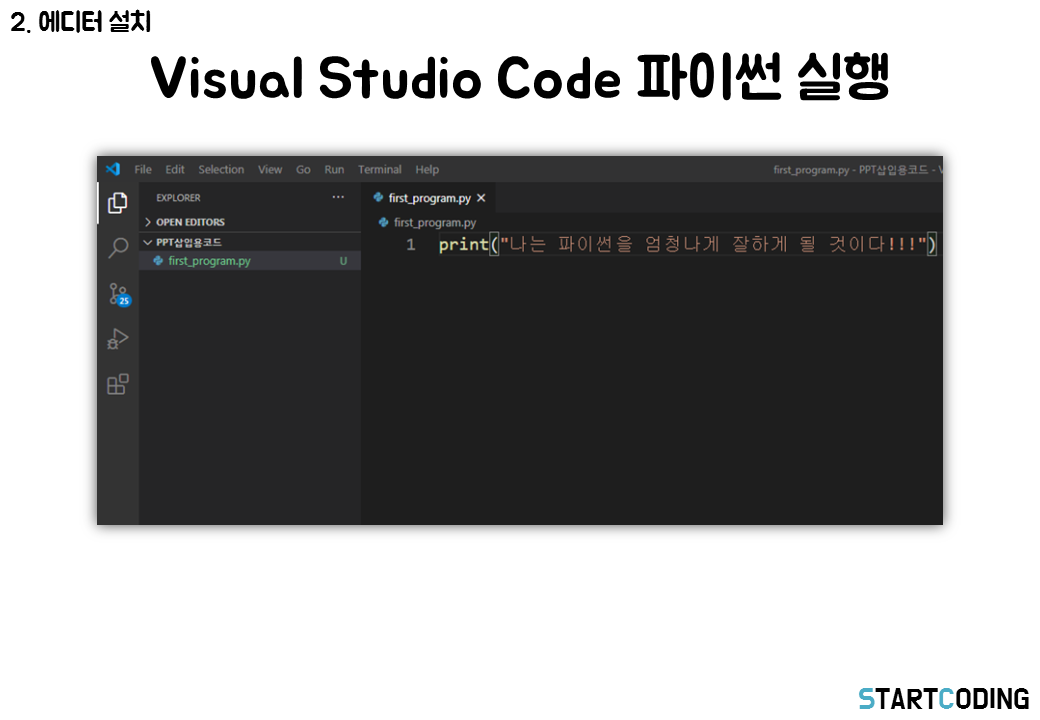 2. 에디터 설치
Visual Studio Code 파이썬 실행
File Edit Selection View Go Run Terminal Help
first_program.py - PPT삽입용코드 - V
EXPLORER ···
OPEN EDITORS
PPT삽입용코드
first_program.py U
25
first_program.py ×
first_program.py
1 print("나는 파이썬을 엄청나게 잘하게 될 것이다!!!")
STARTCODING